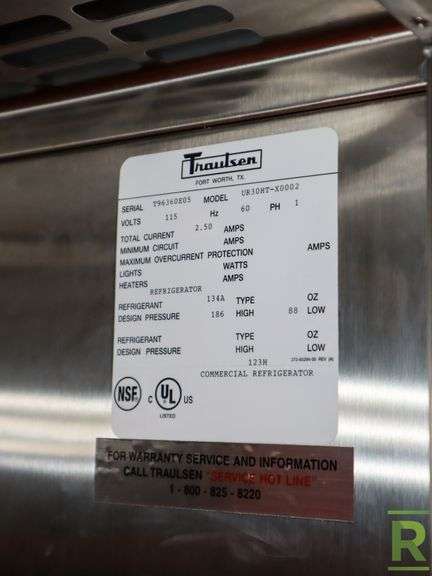 Traulsen
FORT WORTH, TX.
SERIAL T96360E05 MODEL UR30HT-X0002
VOLTS 115 Hz 60 PH 1
TOTAL CURRENT 2.50 AMPS
MINIMUM CIRCUIT AMPS
MAXIMUM OVERCURRENT PROTECTION AMPS
LIGHTS WATTS
HEATERS AMPS
REFRIGERATOR
REFRIGERANT 134A TYPE OZ
DESIGN PRESSURE 186 HIGH 88 LOW
REFRIGERANT TYPE OZ
DESIGN PRESSURE HIGH LOW
123H
COMMERCIAL REFRIGERATOR
NSF
C UL US
LISTED
FOR WARRANTY SERVICE AND INFORMATION
CALL TRAULSEN "SERVICE HOT LINE"
1 - 800 - 825 - 8220
R